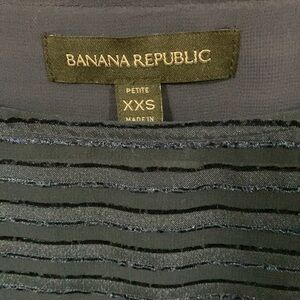 BANANA REPUBLIC
PETITE
XXS
MADE IN